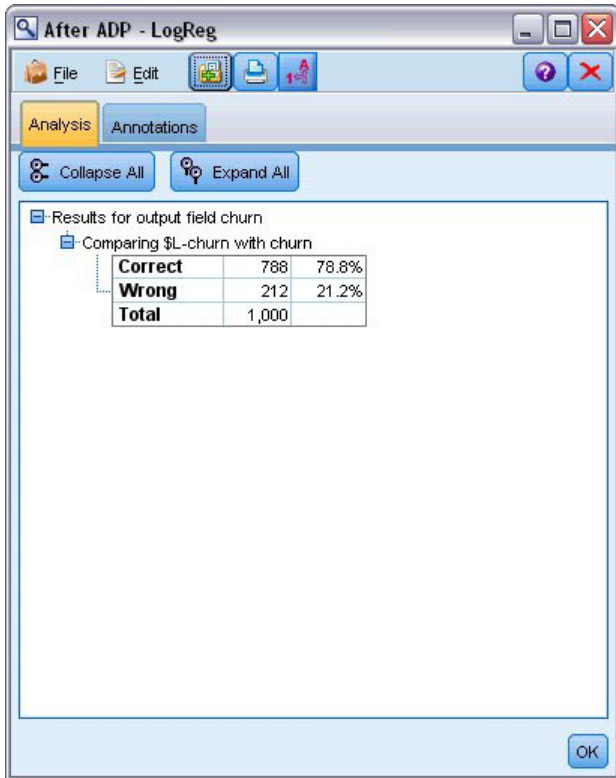 After ADP - LogReg
File Edit
Analysis Annotations
Collapse All Expand All
Results for output field churn
Comparing $L-churn with churn
Correct 788 78.8%
Wrong 212 21.2%
Total 1,000
OK